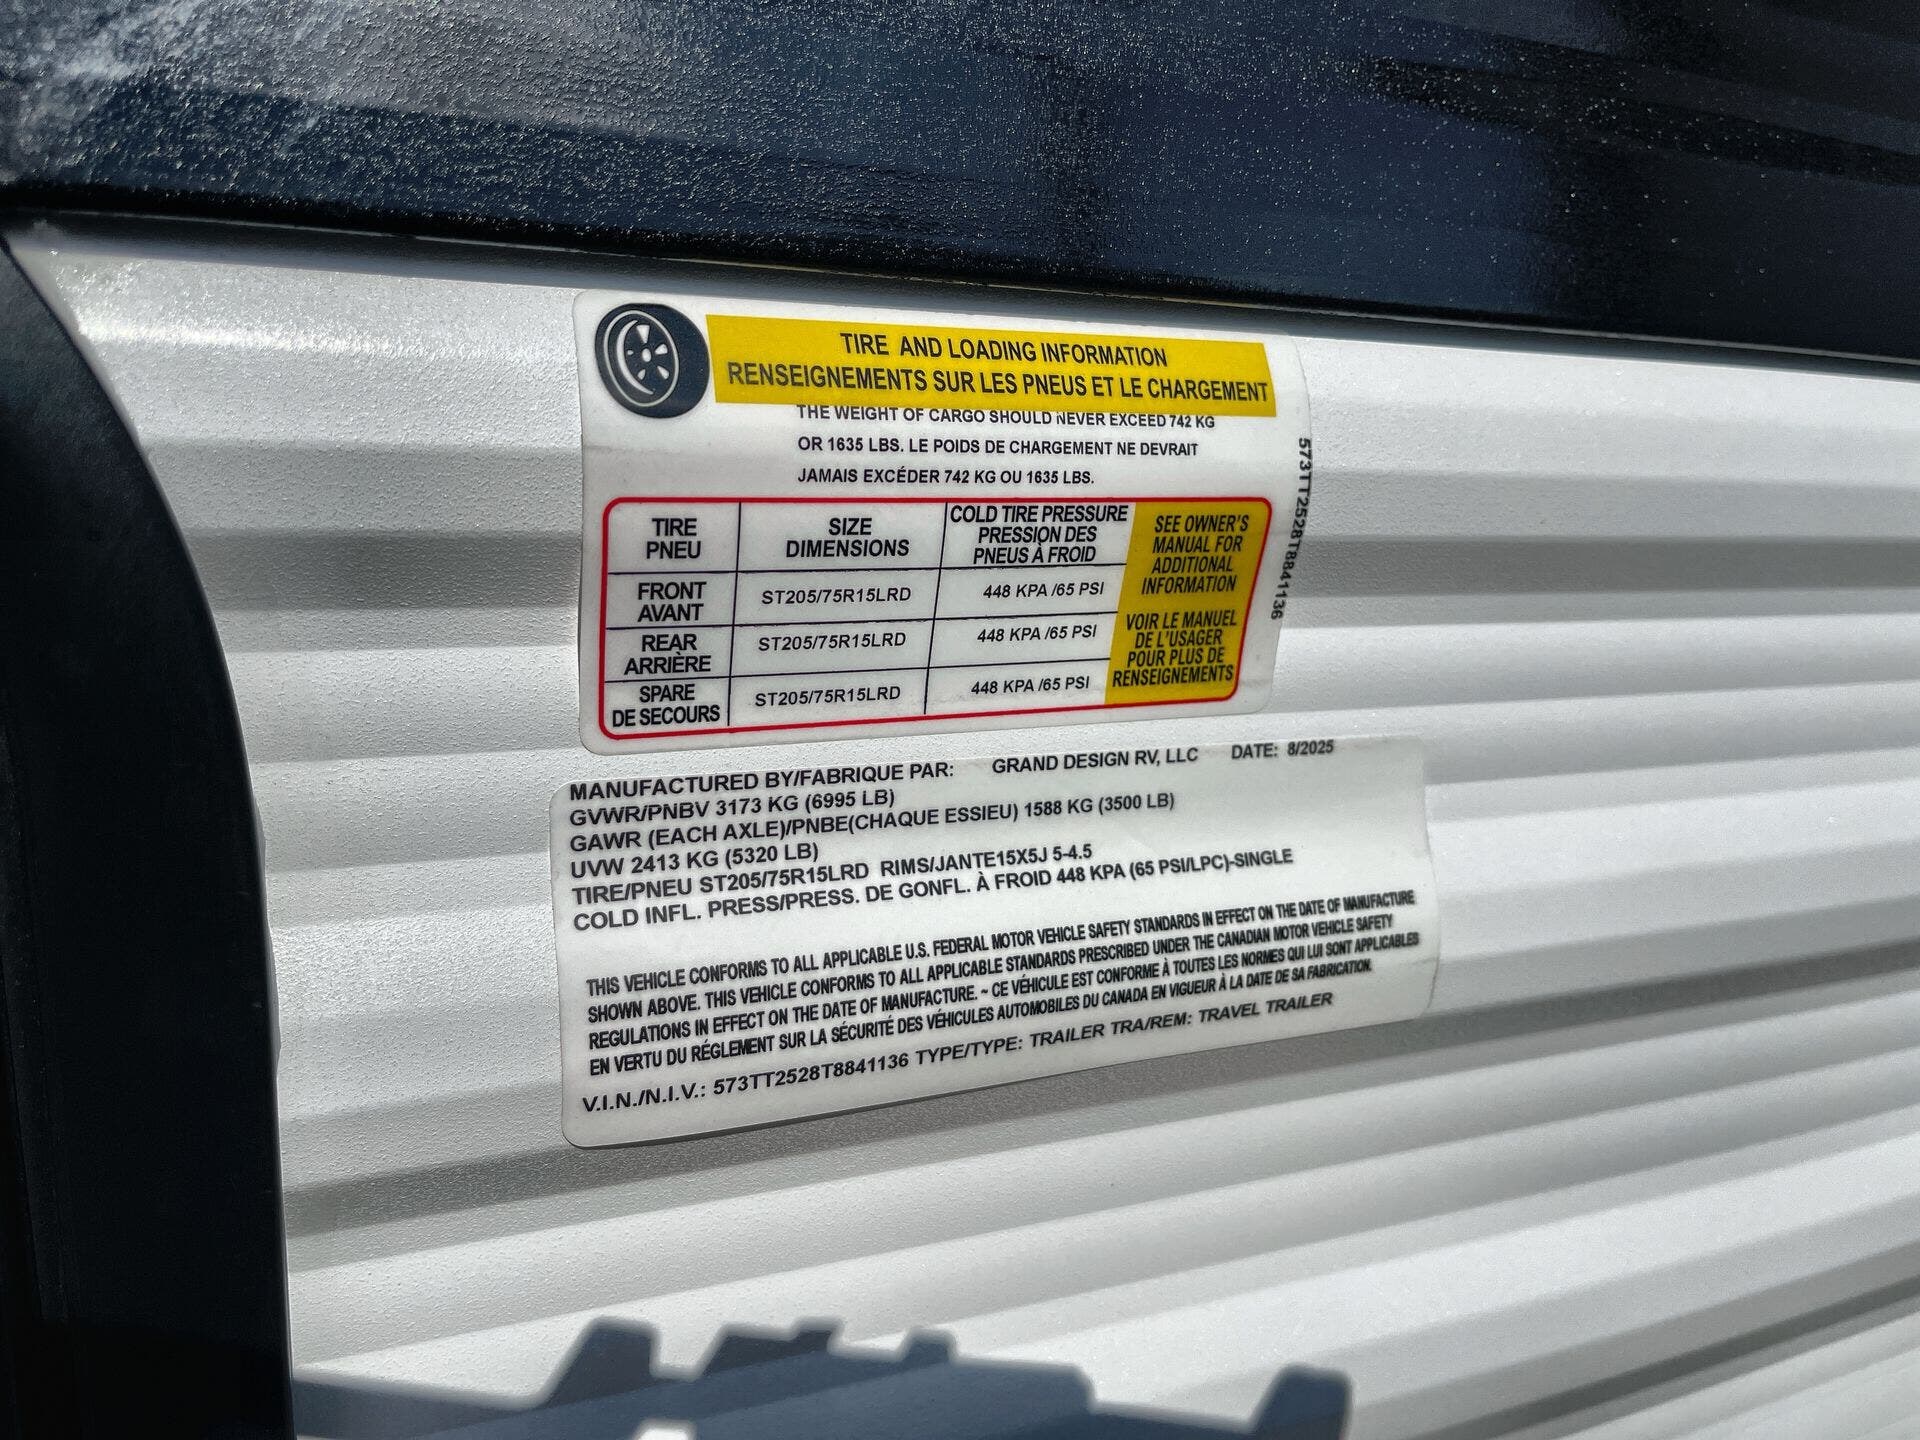 TIRE AND LOADING INFORMATION
RENSEIGNEMENTS SUR LES PNEUS ET LE CHARGEMENT
THE WEIGHT OF CARGO SHOULD NEVER EXCEED 742 KG
OR 1635 LBS. LE POIDS DE CHARGEMENT NE DEVRAIT
JAMAIS EXCÉDER 742 KG OU 1635 LBS.
TIRE
PNEU
SIZE
DIMENSIONS
COLD TIRE PRESSURE
PRESSION DES
PNEUS À FROID
FRONT
AVANT
ST205/75R15LRD
448 KPA /65 PSI
REAR
ARRIÈRE
ST205/75R15LRD
448 KPA /65 PSI
SPARE
DE SECOURS
ST205/75R15LRD
448 KPA /65 PSI
SEE OWNER'S
MANUAL FOR
ADDITIONAL
INFORMATION
VOIR LE MANUEL
DE L'USAGER
POUR PLUS DE
RENSEIGNEMENTS
573TT2528T8841136
MANUFACTURED BY/FABRIQUE PAR: GRAND DESIGN RV, LLC DATE: 8/2025
GVWR/PNBV 3173 KG (6995 LB)
GAWR (EACH AXLE)/PNBE(CHAQUE ESSIEU) 1588 KG (3500 LB)
UVW 2413 KG (5320 LB)
TIRE/PNEU ST205/75R15LRD RIMS/JANTE15X5J 5-4.5
COLD INFL. PRESS/PRESS. DE GONFL. À FROID 448 KPA (65 PSI/LPC)-SINGLE
THIS VEHICLE CONFORMS TO ALL APPLICABLE U.S. FEDERAL MOTOR VEHICLE SAFETY STANDARDS IN EFFECT ON THE DATE OF MANUFACTURE
SHOWN ABOVE. THIS VEHICLE CONFORMS TO ALL APPLICABLE STANDARDS PRESCRIBED UNDER THE CANADIAN MOTOR VEHICLE SAFETY
REGULATIONS IN EFFECT ON THE DATE OF MANUFACTURE. ~ CE VÉHICULE EST CONFORME À TOUTES LES NORMES QUI LUI SONT APPLICABLES
EN VERTU DU RÉGLEMENT SUR LA SÉCURITÉ DES VÉHICULES AUTOMOBILES DU CANADA EN VIGUEUR À LA DATE DE SA FABRICATION.
V.I.N./N.I.V.: 573TT2528T8841136 TYPE/TYPE: TRAILER TRA/REM: TRAVEL TRAILER